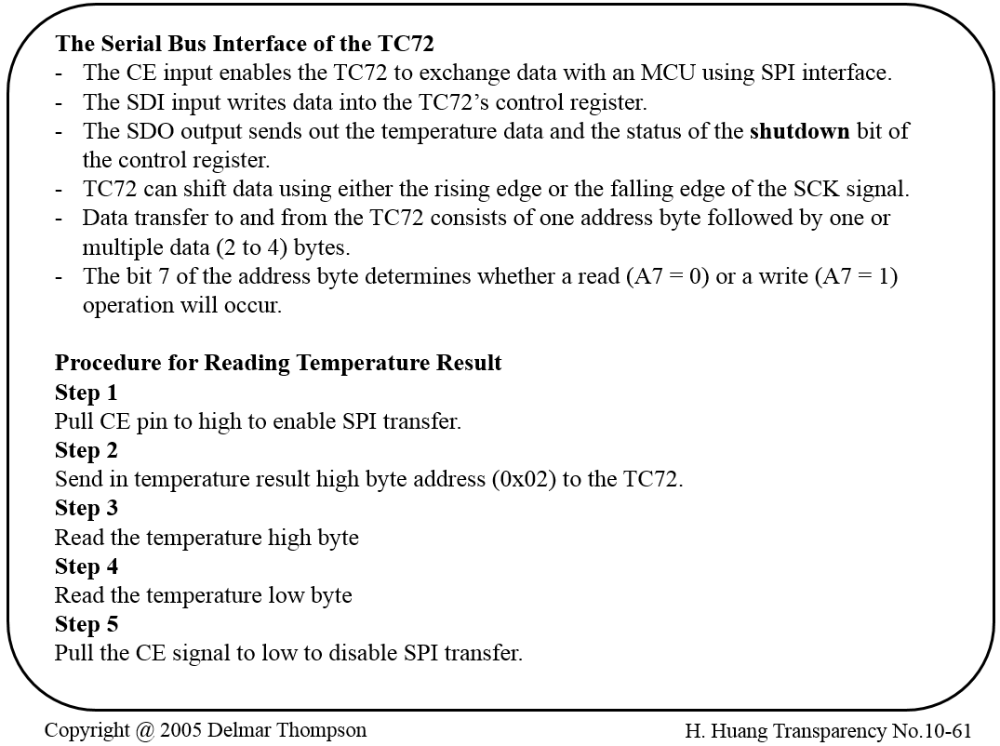 The Serial Bus Interface of the TC72
- The CE input enables the TC72 to exchange data with an MCU using SPI interface.
- The SDI input writes data into the TC72’s control register.
- The SDO output sends out the temperature data and the status of the shutdown bit of
the control register.
- TC72 can shift data using either the rising edge or the falling edge of the SCK signal.
- Data transfer to and from the TC72 consists of one address byte followed by one or
multiple data (2 to 4) bytes.
- The bit 7 of the address byte determines whether a read (A7 = 0) or a write (A7 = 1)
operation will occur.
Procedure for Reading Temperature Result
Step 1
Pull CE pin to high to enable SPI transfer.
Step 2
Send in temperature result high byte address (0x02) to the TC72.
Step 3
Read the temperature high byte
Step 4
Read the temperature low byte
Step 5
Pull the CE signal to low to disable SPI transfer.
Copyright @ 2005 Delmar Thompson
H. Huang Transparency No.10-61